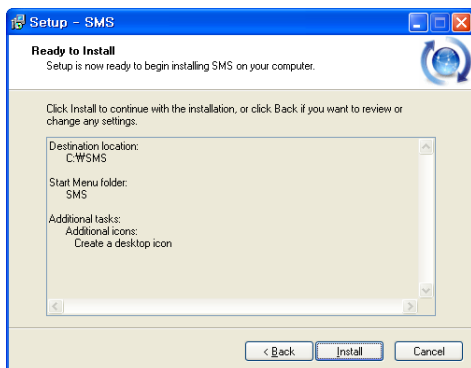 Setup - SMS
Ready to Install
Setup is now ready to begin installing SMS on your computer.
Click Install to continue with the installation, or click Back if you want to review or
change any settings.
Destination location:
C:₩SMS
Start Menu folder:
SMS
Additional tasks:
Additional icons:
Create a desktop icon
< Back
Install
Cancel